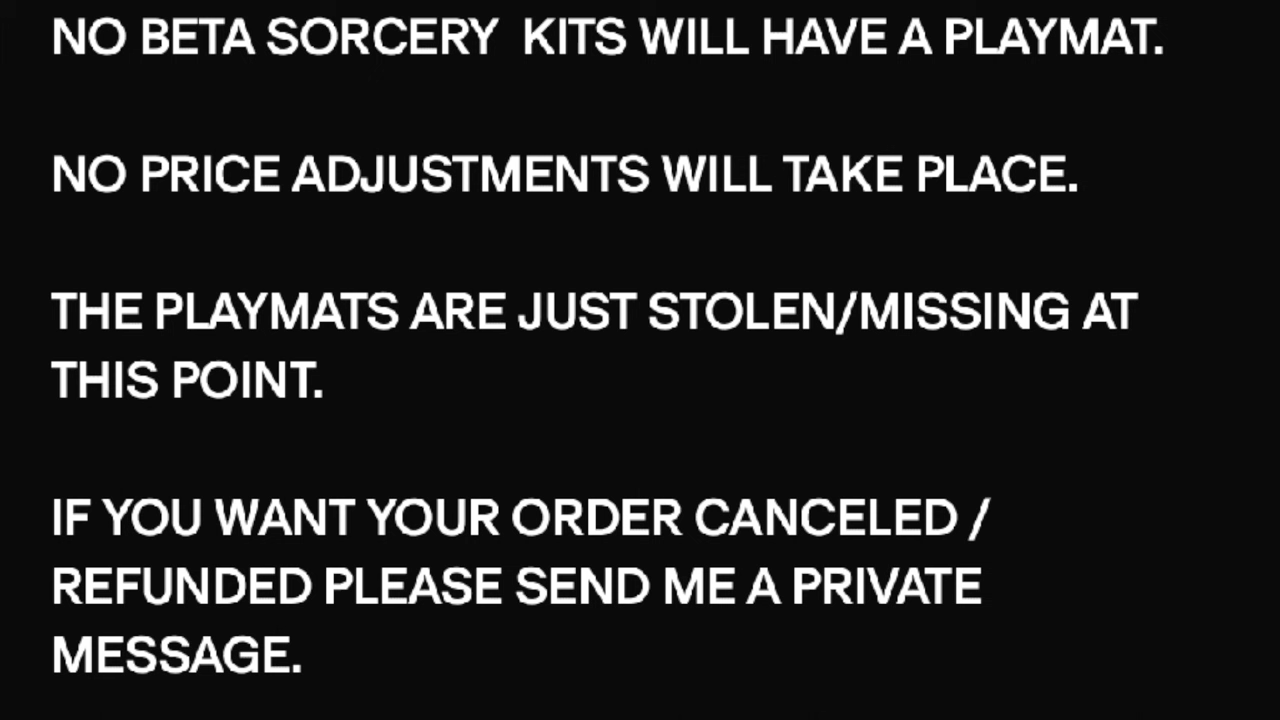 NO BETA SORCERY  KITS WILL HAVE A PLAYMAT.
NO PRICE ADJUSTMENTS WILL TAKE PLACE.
THE PLAYMATS ARE JUST STOLEN/MISSING AT
THIS POINT.
IF YOU WANT YOUR ORDER CANCELED /
REFUNDED PLEASE SEND ME A PRIVATE
MESSAGE.